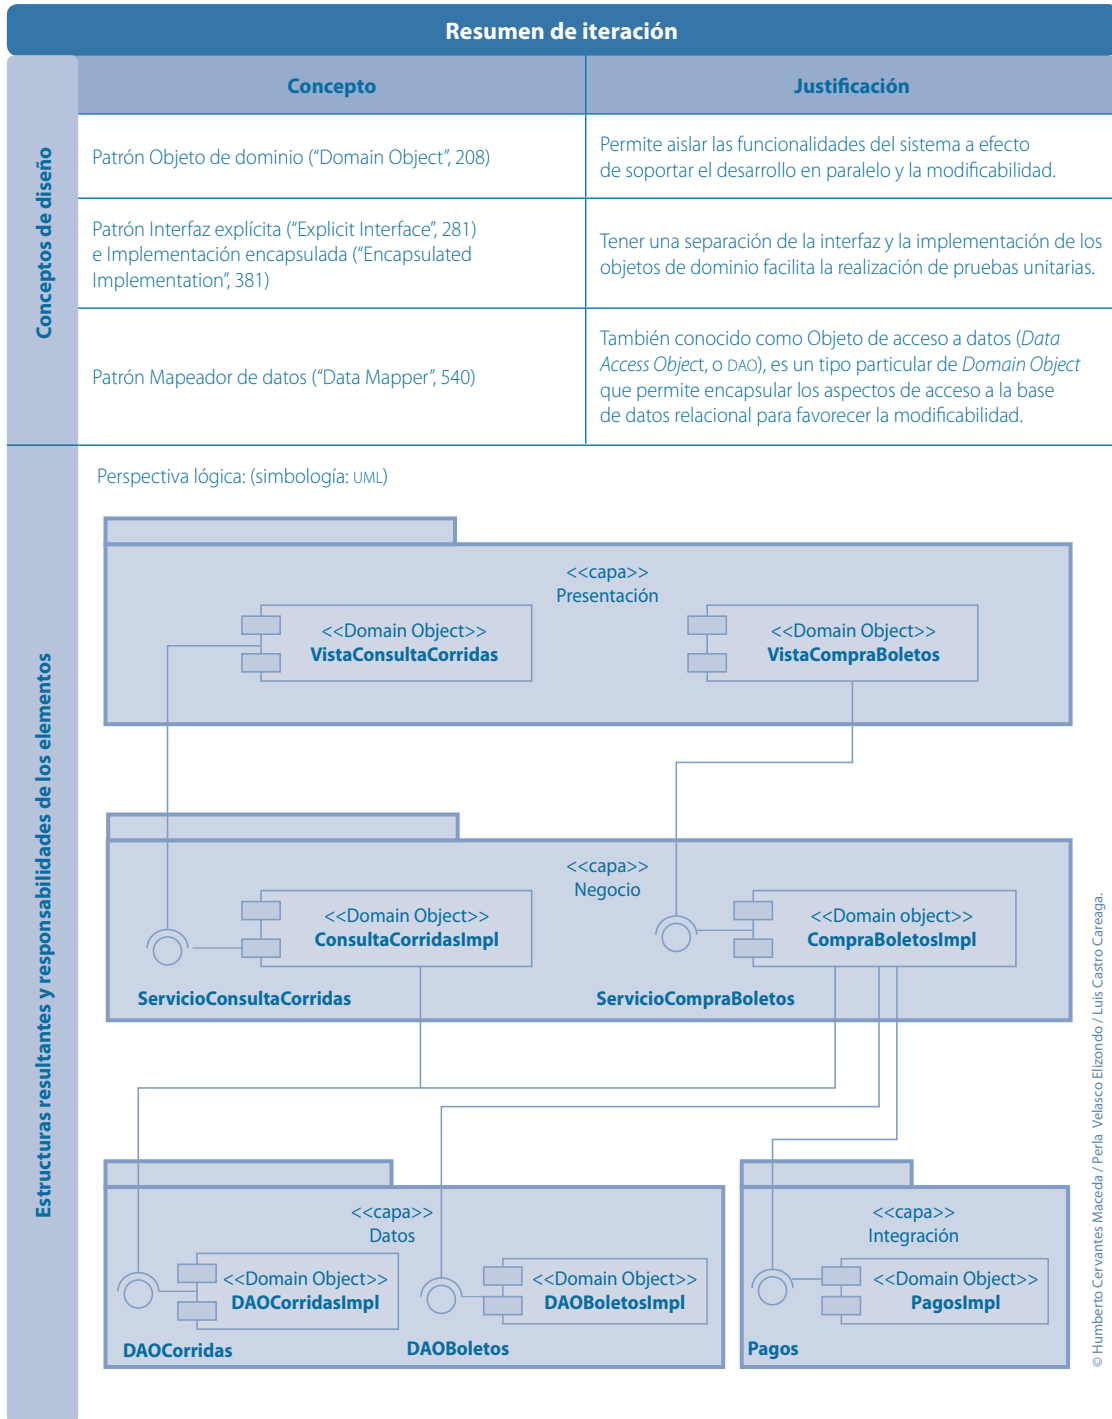 Resumen de iteración
Concepto
Justificación
Conceptos de diseño
Patrón Objeto de dominio (“Domain Object”, 208)
Permite aislar las funcionalidades del sistema a efecto
de soportar el desarrollo en paralelo y la modificabilidad.
Patrón Interfaz explícita (“Explicit Interface”, 281)
e Implementación encapsulada (“Encapsulated
Implementation”, 381)
Tener una separación de la interfaz y la implementación de los
objetos de dominio facilita la realización de pruebas unitarias.
Patrón Mapeador de datos (“Data Mapper”, 540)
También conocido como Objeto de acceso a datos (Data
Access Object, o DAO), es un tipo particular de Domain Object
que permite encapsular los aspectos de acceso a la base
de datos relacional para favorecer la modificabilidad.
Estructuras resultantes y responsabilidades de los elementos
Perspectiva lógica: (simbología: UML)
<<capa>>
Presentación
<<Domain Object>>
VistaConsultaCorridas
<<Domain Object>>
VistaCompraBoletos
<<capa>>
Negocio
<<Domain Object>>
ConsultaCorridasImpl
<<Domain object>>
CompraBoletosImpl
ServicioConsultaCorridas
ServicioCompraBoletos
<<capa>>
Datos
<<Domain Object>>
DAOCorridasImpl
<<Domain Object>>
DAOBoletosImpl
DAOCorridas
DAOBoletos
<<capa>>
Integración
<<Domain Object>>
PagosImpl
Pagos
© Humberto Cervantes Maceda / Perla Velasco Elizondo / Luis Castro Careaga.